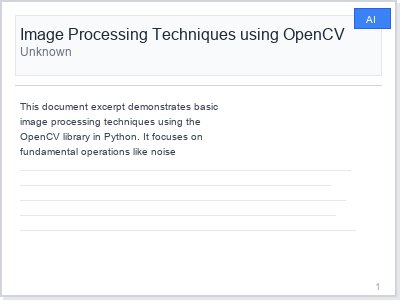 AI
Image Processing Techniques using OpenCV
Unknown
This document excerpt demonstrates basic
image processing techniques using the
OpenCV library in Python. It focuses on
fundamental operations like noise
1